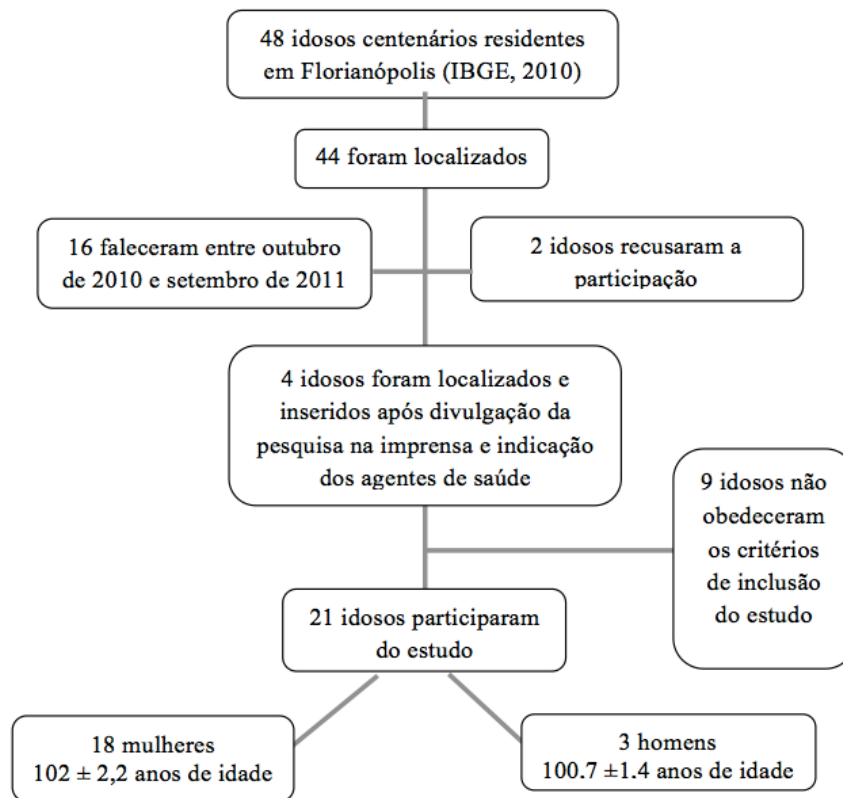 48 idosos centenários residentes
em Florianópolis (IBGE, 2010)
44 foram localizados
16 faleceram entre outubro
de 2010 e setembro de 2011
2 idosos recusaram a
participação
4 idosos foram localizados e
inseridos após divulgação da
pesquisa na imprensa e indicação
dos agentes de saúde
9 idosos não
obedeceram
os critérios
de inclusão
do estudo
21 idosos participaram
do estudo
18 mulheres
102 ± 2,2 anos de idade
3 homens
100.7 ±1.4 anos de idade